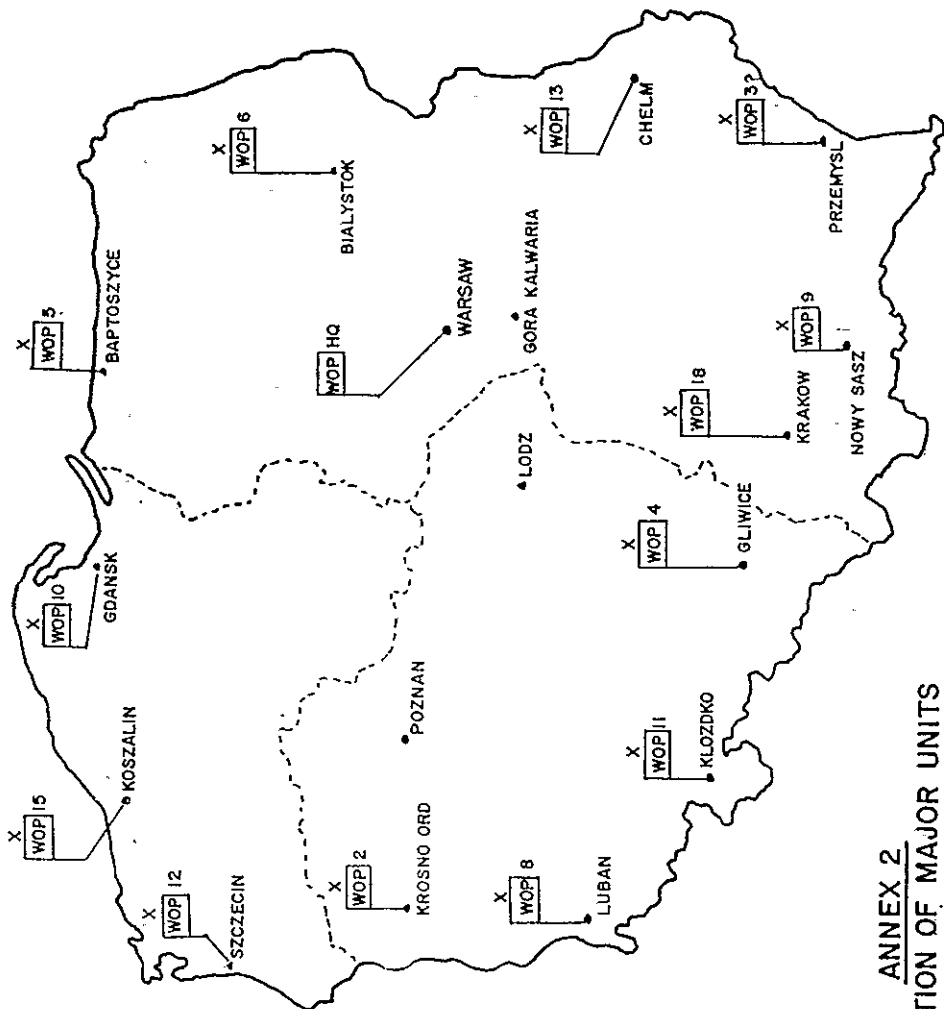 X
WOP 15
KOSZALIN
X
WOP 10
GDANSK
X
WOP 5
BAPTOSZYCE
X
WOP 12
SZCZECIN
X
WOP 6
BIALYSTOK
WOP HQ
WARSAW
X
WOP 2
KROSNO ORD
POZNAN
LODZ
GORA KALWARIA
X
WOP 13
CHELM
X
WOP 8
LUBAN
X
WOP 11
KLOZDKO
X
WOP 4
GLIWICE
X
WOP 18
KRAKOW
X
WOP 9
NOWY SASZ
X
WOP 3?
PRZEMYSL
ANNEX 2
TION OF MAJOR UNITS